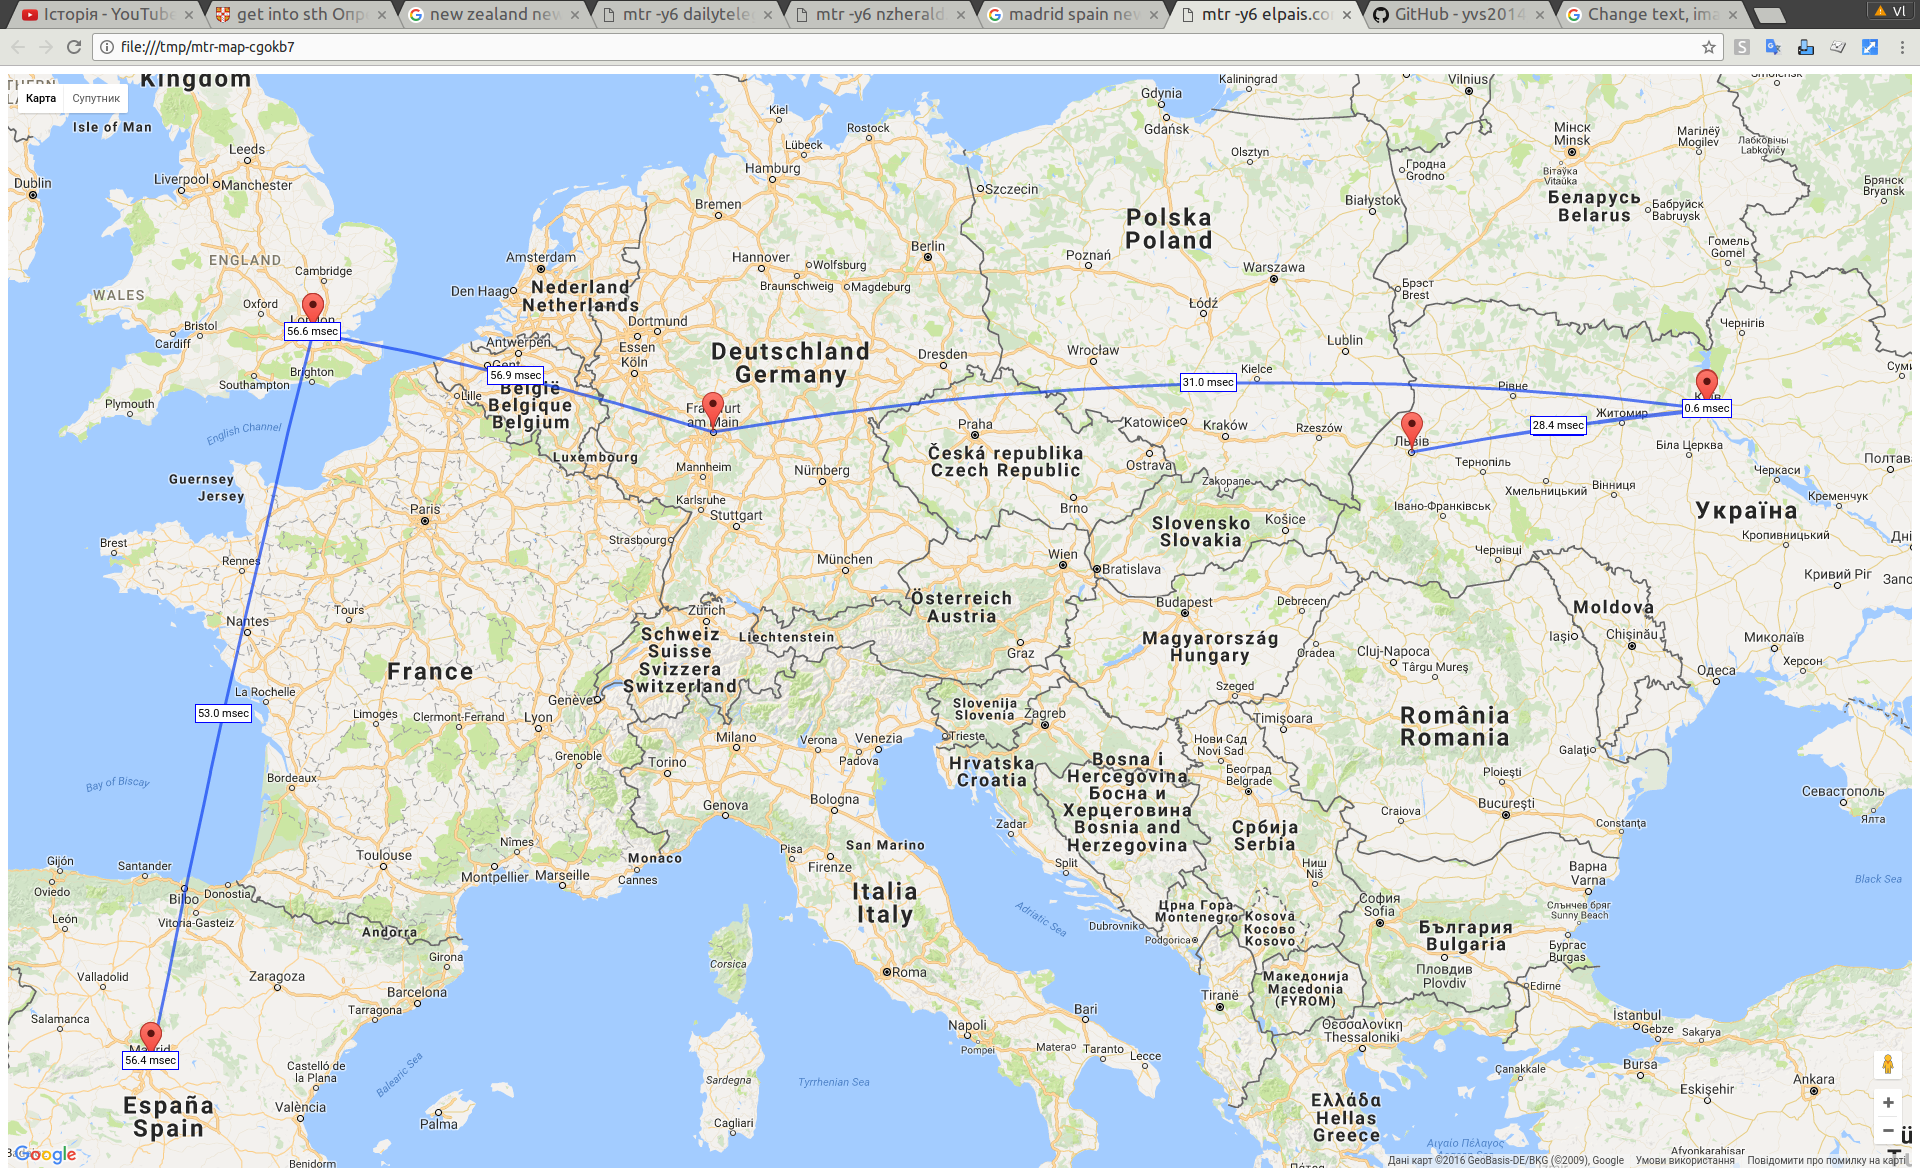 Історія - YouTube
get into sth Опр
new zealand nev
mtr -y6 dailytele
mtr -y6 nzherald
madrid spain nev
mtr -y6 elpais.co
GitHub - yvs2014
Change text, ima
Vl
file:///tmp/mtr-map-cgokb7
Kingdom
Карта
Супутник
Isle of Man
Leeds
Liverpool
Manchester
Dublin
ENGLAND
Cambridge
WALES
Oxford
56.6 msec
Bristol
Cardiff
Brighton
Southampton
Plymouth
English Channel
Guernsey
Jersey
Kiel
Rostock
Lübeck
Hamburg
Bremen
Szczecin
Amsterdam
Den Haag
Nederland
Netherlands
Hannover
Wolfsburg
Braunschweig
Magdeburg
Berlin
Dortmund
Essen
Köln
Antwerpen
Gent
56.9 msec
België
Belgique
Belgium
Lille
Luxembourg
Deutschland
Germany
Dresden
Frankfurt
am Main
Mannheim
Nürnberg
Karlsruhe
Stuttgart
Strasbourg
München
Kaliningrad
Gdynia
Gdańsk
Olsztyn
Polska
Poland
Białystok
Poznań
Warszawa
Łódź
Lublin
Wrocław
Kielce
31.0 msec
Katowice
Kraków
Rzeszów
Ostrava
Zakopane
Praha
Česká republika
Czech Republic
Brno
Vilnius
Мінск
Minsk
Магілёў
Mogilev
Лабковічы
Labkovičy
Гродна
Grodno
Вітаўка
Vitaŭka
Беларусь
Belarus
Бабруйск
Babruysk
Брянск
Bryansk
Гомель
Gomel
Брэст
Brest
Чернігів
Суми
Рівне
Київ
0.6 msec
Житомир
28.4 msec
Львів
Біла Церква
Тернопіль
Хмельницький
Вінниця
Черкаси
Полтава
Кременчук
Івано-Франківськ
Україна
Кропивницький
Чернівці
Кривий Ріг
Запо
Дні
Slovensko
Slovakia
Košice
Wien
Bratislava
Österreich
Austria
Graz
Budapest
Debrecen
Magyarország
Hungary
Oradea
Szeged
Moldova
Iași
Chișinău
Миколаїв
Херсон
Одеса
Cluj-Napoca
Târgu Mureș
Paris
Brest
Rennes
Nantes
Tours
France
La Rochelle
53.0 msec
Limoges
Clermont-Ferrand
Lyon
Grenoble
Bay of Biscay
Bordeaux
Zürich
Liechtenstein
Schweiz
Suisse
Svizzera
Switzerland
Genève
Milano
Torino
Verona
Venezia
Padova
Trieste
Genova
Bologna
Slovenija
Slovenia
Zagreb
Hrvatska
Croatia
Timișoara
Нови Сад
Novi Sad
Београд
Belgrade
România
Romania
Galați
Ploiești
București
Craiova
Constanța
Севастополь
Ялта
Bosna i
Hercegovina
Босна и
Херцеговина
Bosnia and
Herzegovina
Србија
Serbia
Zadar
Split
Ниш
Niš
Варна
Varna
Black Sea
Gijón
Oviedo
Santander
Bilbo
Donostia
Vitoria-Gasteiz
León
Toulouse
Nîmes
Montpellier
Marseille
Monaco
Cannes
Pisa
Firenze
San Marino
Italia
Italy
Adriatic Sea
Dubrovnik
Црна Гора
Montenegro
Podgorica
Kosova
Косово
Kosovo
София
Sofia
Слънчев бряг
Sunny Beach
България
Bulgaria
Бургас
Burgas
Пловдив
Plovdiv
Edirne
Andorra
Girona
Corsica
Roma
Valladolid
Zaragoza
Barcelona
Tarragona
Salamanca
Македонија
Macedonia
(FYROM)
Tiranë
Bari
Napoli
Pompei
Matera
Taranto
Lecce
Θεσσαλονίκη
Thessaloniki
İstanbul
Gebze
Sakarya
Bursa
Çanakkale
Eskişehir
Ankara
Madrid
56.4 msec
Castelló de
la Plana
Balearic Sea
Sardegna
Tyrrhenian Sea
España
Spain
València
Palma
Cagliari
Ελλάδα
Hellas
Greece
Αιγαίο Πέλαγος
Πάτρα
Afyonkarahisar
Benidorm
Google
Дані карт ©2016 GeoBasis-DE/BKG (©2009), Google
Умови використання
Повідомити про помилку на карті